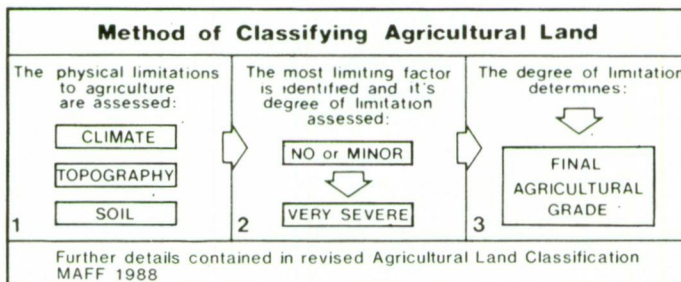 Method of Classifying Agricultural Land
The physical limitations
to agriculture
are assessed:
CLIMATE
TOPOGRAPHY
SOIL
1
The most limiting factor
is identified and it's
degree of limitation
assessed:
NO or MINOR
VERY SEVERE
2
The degree of limitation
determines:
FINAL
AGRICULTURAL
GRADE
3
Further details contained in revised Agricultural Land Classification
MAFF 1988